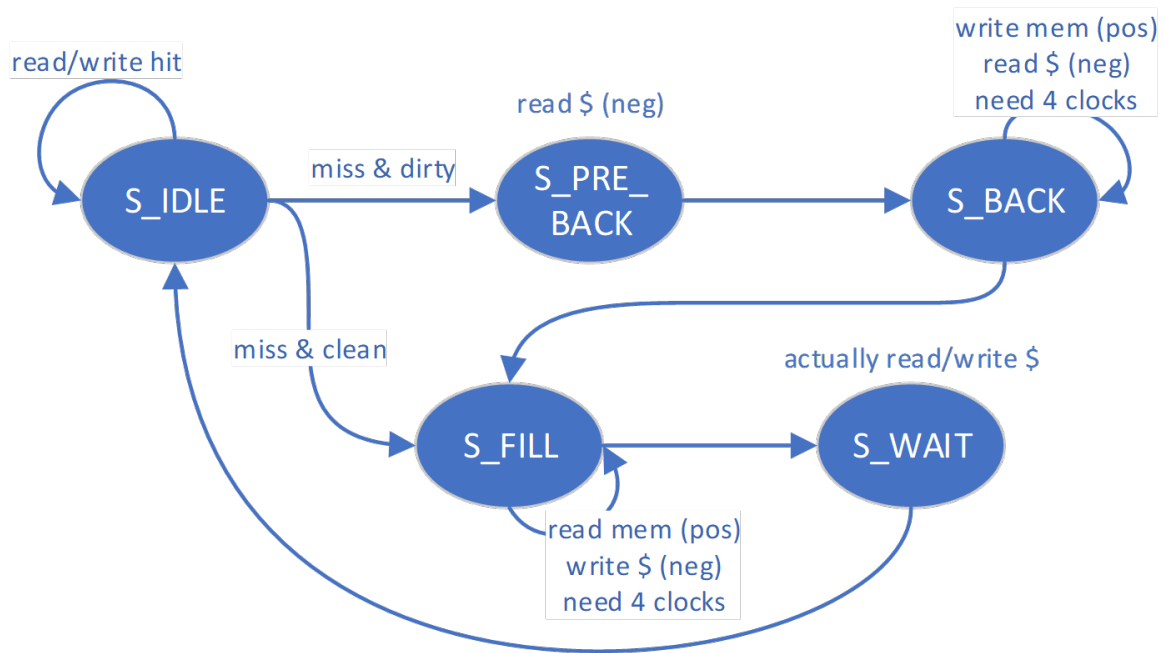 read/write hit
S_IDLE
miss & dirty
read $ (neg)
S_PRE_
BACK
write mem (pos)
read $ (neg)
need 4 clocks
S_BACK
miss & clean
S_FILL
read mem (pos)
write $ (neg)
need 4 clocks
actually read/write $
S_WAIT